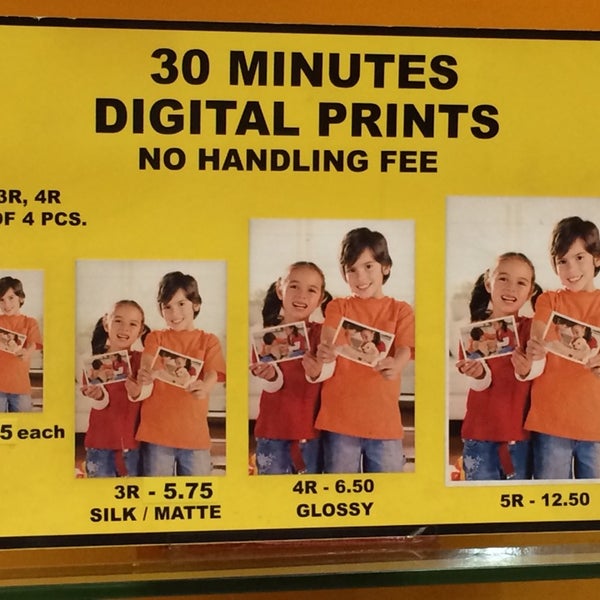 30 MINUTES
DIGITAL PRINTS
NO HANDLING FEE
3R, 4R
OF 4 PCS.
5 each
3R - 5.75
SILK / MATTE
4R - 6.50
GLOSSY
5R - 12.50